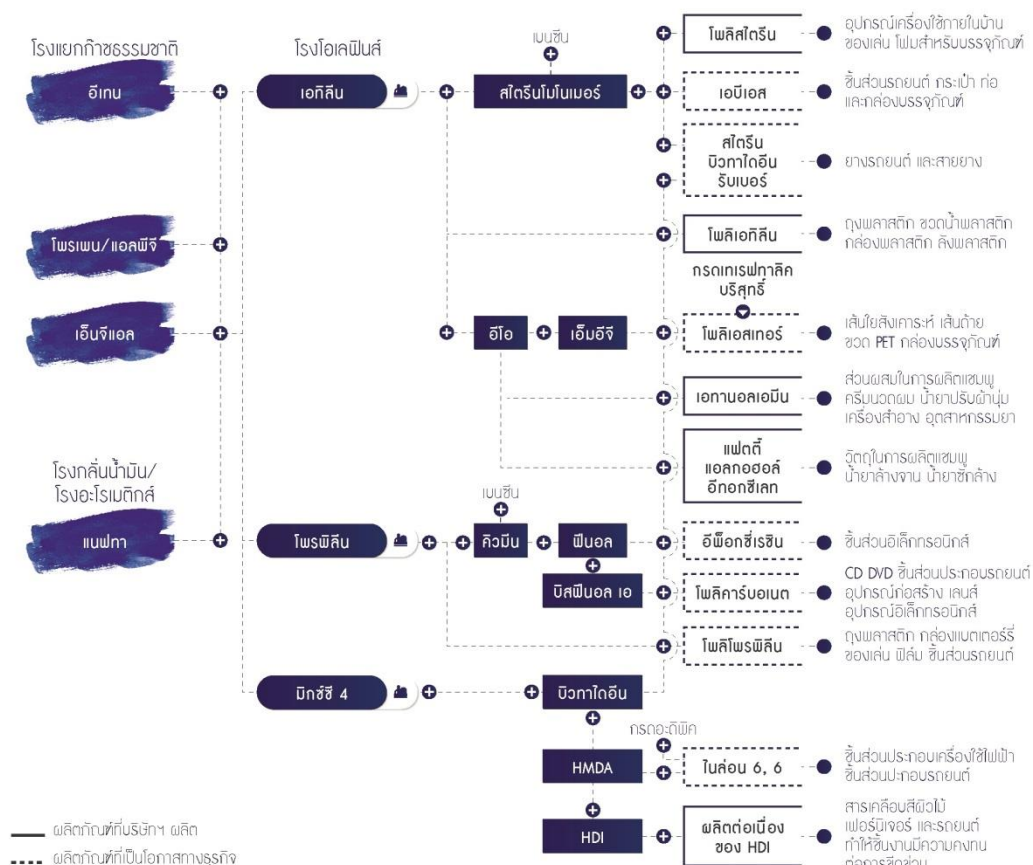 โรงแยกก๊าซธรรมชาติ
อีเทน
โพรเพน/แอลพีจี
เอ็นจีแอล
โรงกลั่นน้ำมัน/
โรงอะโรเมติกส์
แนฟทา
โรงโอเลฟินส์
เอทิลีน
โพรพิลีน
มิกซ์ซี 4
เบนซีน
สไตรีนโมโนเมอร์
อีโอ
เอ็มอีจี
เบนซีน
คิวมีน
ฟีนอล
บิสฟีนอล เอ
บิวทาไดอีน
กรดอะดิพิค
HMDA
HDI
โพลิสไตรีน
อุปกรณ์เครื่องใช้ภายในบ้าน
ของเล่น โฟมสำหรับบรรจุภัณฑ์
เอบีเอส
ชิ้นส่วนรถยนต์ กระเป๋า ท่อ
และกล่องบรรจุภัณฑ์
สไตรีน
บิวทาไดอีน
รับเบอร์
ยางรถยนต์ และสายยาง
โพลิเอทิลีน
ถุงพลาสติก ขวดน้ำพลาสติก
กล่องพลาสติก ลังพลาสติก
กรดเทเรฟทาลิค
บริสุทธิ์
โพลิเอสเทอร์
เส้นใยสังเคราะห์ เส้นด้าย
ขวด PET กล่องบรรจุภัณฑ์
เอทานอลเอมีน
ส่วนผสมในการผลิตแชมพู
ครีมนวดผม น้ำยาปรับผ้านุ่ม
เครื่องสำอาง อุตสาหกรรมยา
แฟตตี้
แอลกอฮอล์
อีทอกซีเลท
วัตถุในการผลิตแชมพู
น้ำยาล้างจาน น้ำยาซักล้าง
อีพ็อกซี่เรซิน
ชิ้นส่วนอิเล็กทรอนิกส์
โพลิคาร์บอเนต
CD DVD ชิ้นส่วนประกอบรถยนต์
อุปกรณ์ก่อสร้าง เลนส์
อุปกรณ์อิเล็กทรอนิกส์
โพลิโพรพิลีน
ถุงพลาสติก กล่องแบตเตอร์รี่
ของเล่น ฟิล์ม ชิ้นส่วนรถยนต์
ไนล่อน 6, 6
ชิ้นส่วนประกอบเครื่องใช้ไฟฟ้า
ชิ้นส่วนปะกอบรถยนต์
ผลิตต่อเนื่อง
ของ HDI
สารเคลือบสีผิวไม้
เฟอร์นิเจอร์ และรถยนต์
ทำให้ชิ้นงานมีความคงทน
ต่อการขีดข่วน
ผลิตภัณฑ์ที่บริษัทฯ ผลิต
ผลิตภัณฑ์ที่เป็นโอกาสทางธุรกิจ